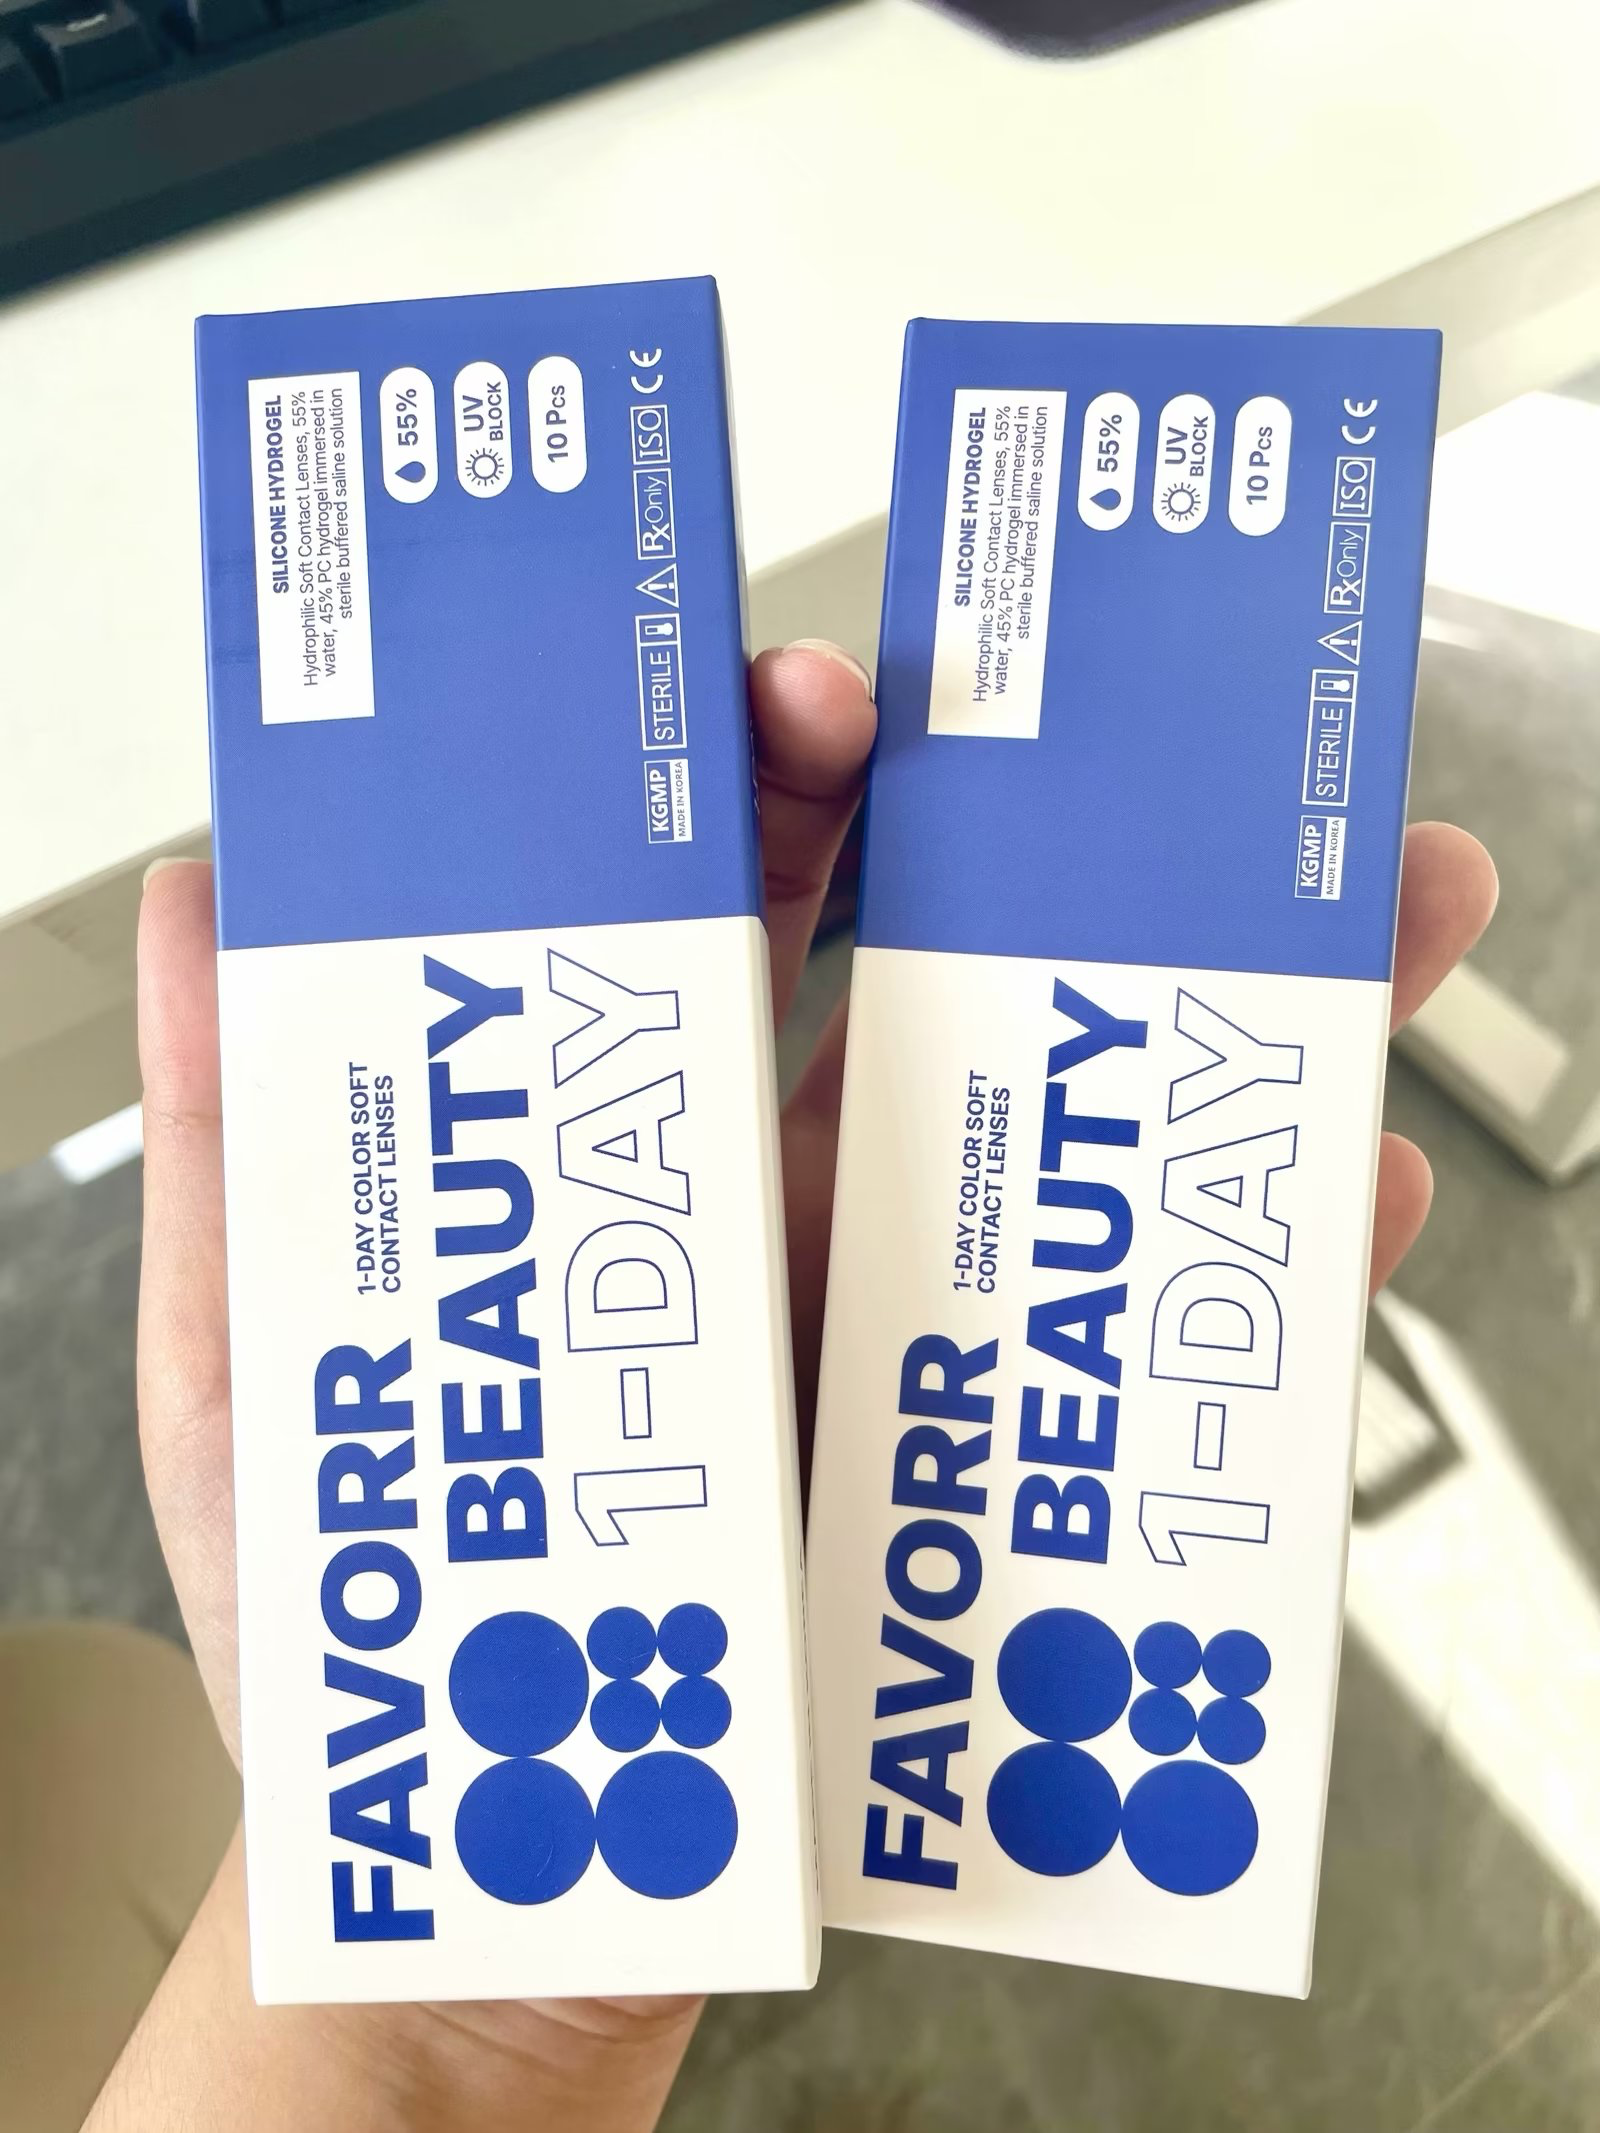 FAVORR
1-DAY COLOR SOFT
CONTACT LENSES
BEAUTY
1-DAY
SILICONE HYDROGEL
Hydrophilic Soft Contact Lenses, 55%
water, 45% PC hydrogel immersed in
sterile buffered saline solution
55%
UV
BLOCK
10 Pcs
KGMP
MADE IN KOREA
STERILE
Rx Only
ISO
CE
FAVORR
1-DAY COLOR SOFT
CONTACT LENSES
BEAUTY
1-DAY
SILICONE HYDROGEL
Hydrophilic Soft Contact Lenses, 55%
water, 45% PC hydrogel immersed in
sterile buffered saline solution
55%
UV
BLOCK
10 Pcs
KGMP
MADE IN KOREA
STERILE
Rx Only
ISO
CE